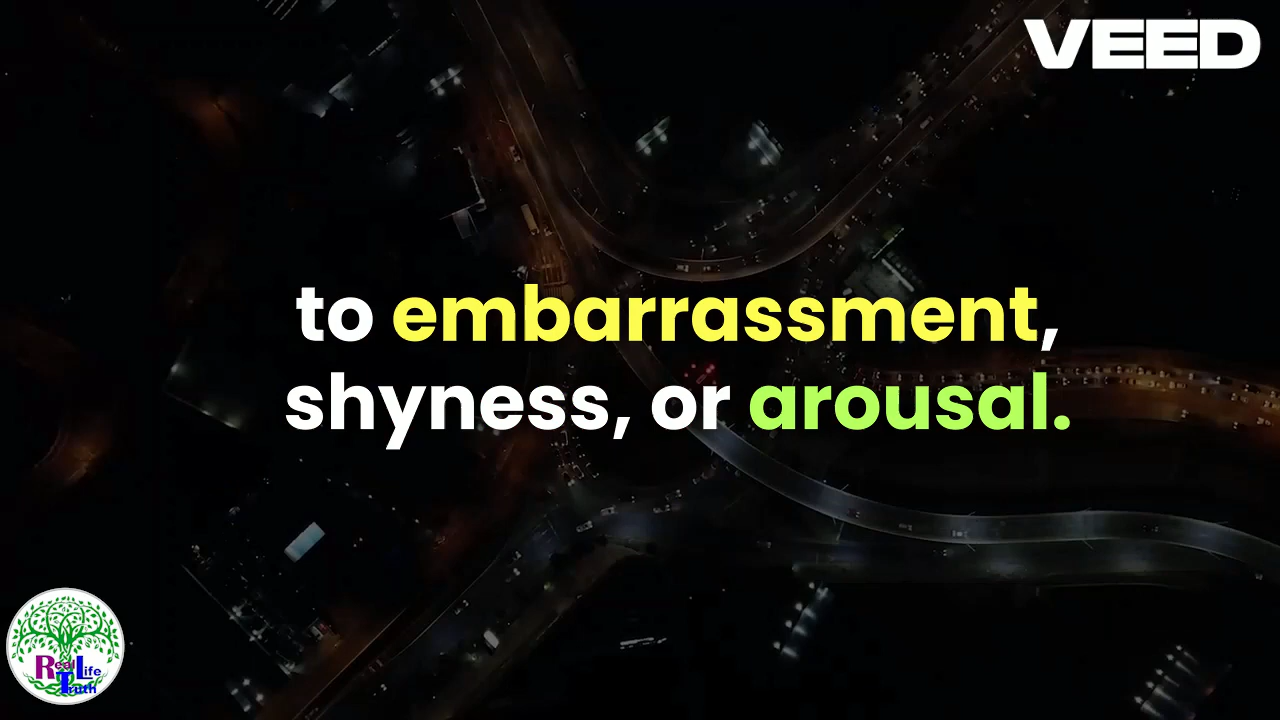 VEED
to embarrassment,
shyness, or arousal.
Real Life
Truth